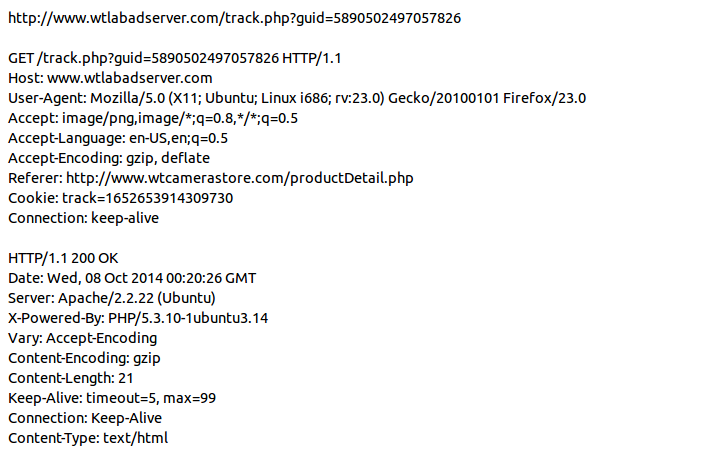 http://www.wtlabadserver.com/track.php?guid=5890502497057826
GET /track.php?guid=5890502497057826 HTTP/1.1
Host: www.wtlabadserver.com
User-Agent: Mozilla/5.0 (X11; Ubuntu; Linux i686; rv:23.0) Gecko/20100101 Firefox/23.0
Accept: image/png,image/*;q=0.8,*/*;q=0.5
Accept-Language: en-US,en;q=0.5
Accept-Encoding: gzip, deflate
Referer: http://www.wtcamerastore.com/productDetail.php
Cookie: track=1652653914309730
Connection: keep-alive
HTTP/1.1 200 OK
Date: Wed, 08 Oct 2014 00:20:26 GMT
Server: Apache/2.2.22 (Ubuntu)
X-Powered-By: PHP/5.3.10-1ubuntu3.14
Vary: Accept-Encoding
Content-Encoding: gzip
Content-Length: 21
Keep-Alive: timeout=5, max=99
Connection: Keep-Alive
Content-Type: text/html